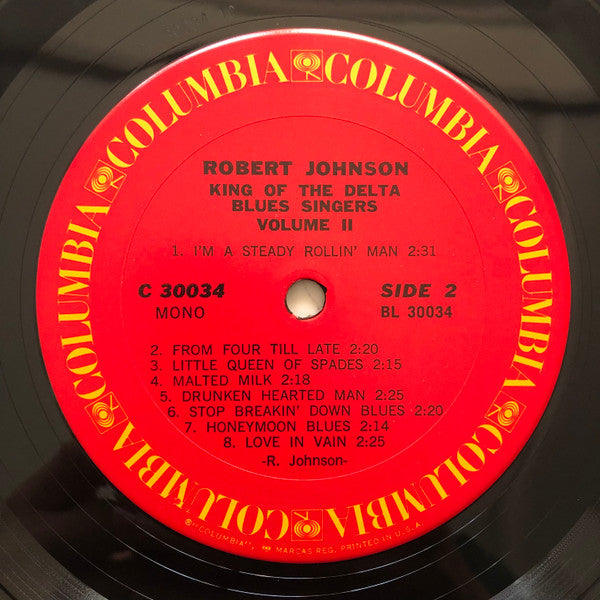 COLUMBIA COLUMBIA COLUMBIA COLUMBIA COLUMBIA COLUMBIA
ROBERT JOHNSON
KING OF THE DELTA
BLUES SINGERS
VOLUME II
1. I'M A STEADY ROLLIN' MAN 2:31
C 30034 SIDE 2
MONO BL 30034
2. FROM FOUR TILL LATE 2:20
3. LITTLE QUEEN OF SPADES 2:15
4. MALTED MILK 2:18
5. DRUNKEN HEARTED MAN 2:25
6. STOP BREAKIN' DOWN BLUES 2:20
7. HONEYMOON BLUES 2:14
8. LOVE IN VAIN 2:25
-R. Johnson-
® "COLUMBIA", MARCAS REG. PRINTED IN U.S.A.